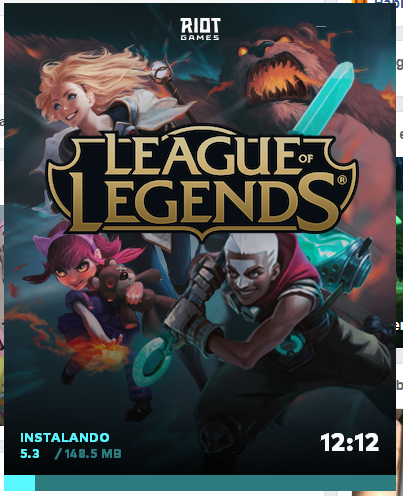 RIOT
GAMES
LEAGUE OF
LEGENDS®
INSTALANDO
5.3 / 148.5 MB
12:12